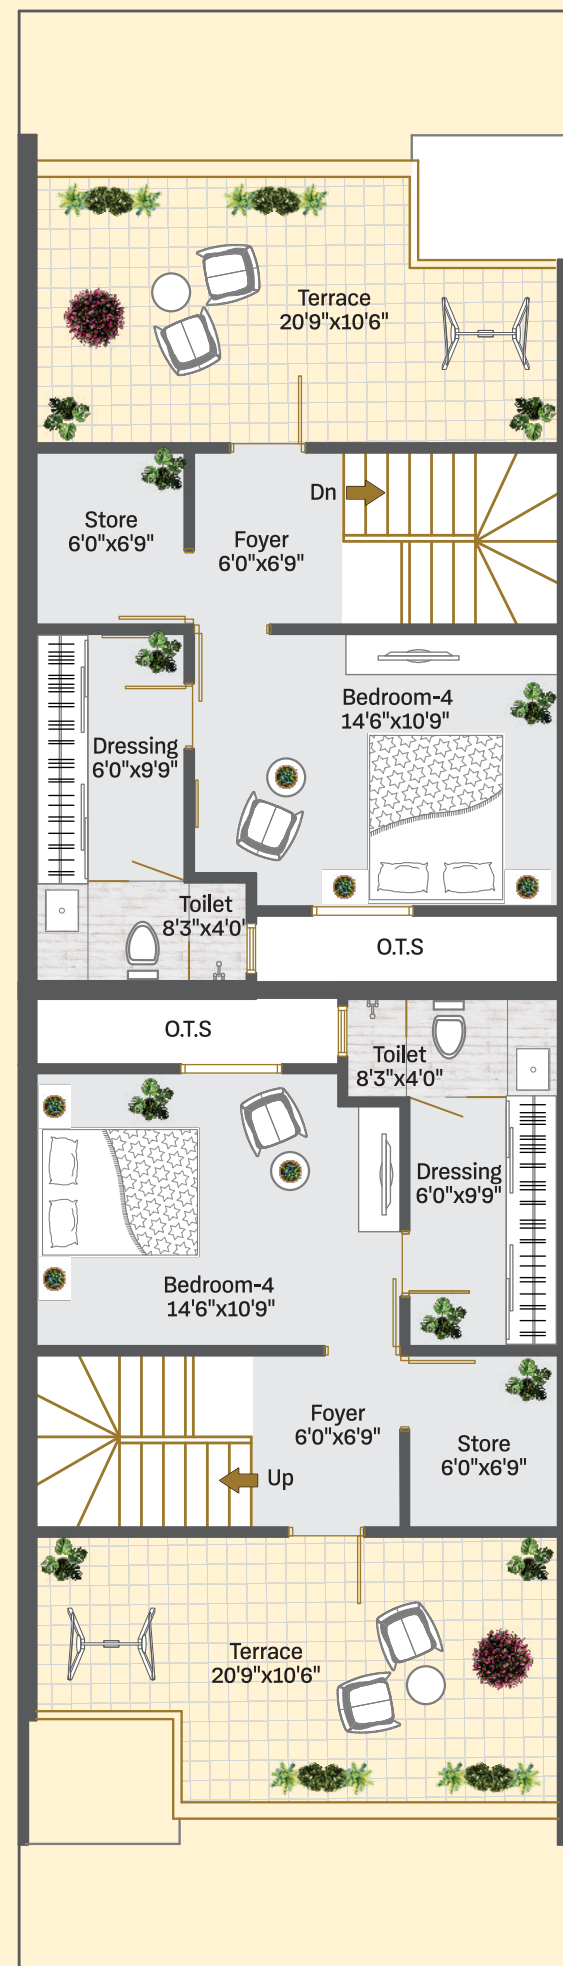 Terrace
20'9"x10'6"
Dn
Store
6'0"x6'9"
Foyer
6'0"x6'9"
Bedroom-4
14'6"x10'9"
Dressing
6'0"x9'9"
Toilet
8'3"x4'0'
O.T.S
O.T.S
Toilet
8'3"x4'0"
Dressing
6'0"x9'9"
Bedroom-4
14'6"x10'9"
Foyer
6'0"x6'9"
Store
6'0"x6'9"
Up
Terrace
20'9"x10'6"